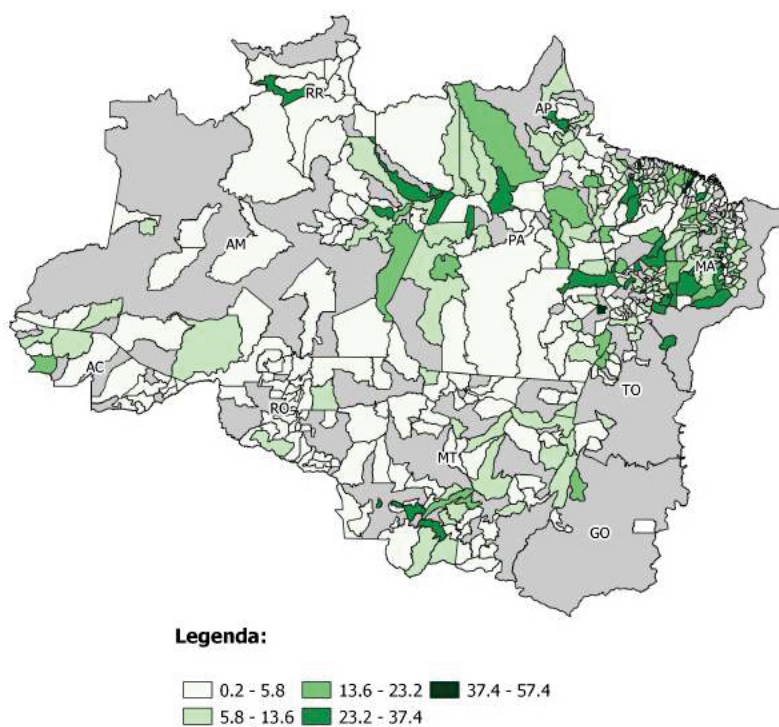 RR
AP
AM
PA
MA
AC
TO
RO
MT
GO
Legenda:
0.2 - 5.8 13.6 - 23.2 37.4 - 57.4
5.8 - 13.6 23.2 - 37.4